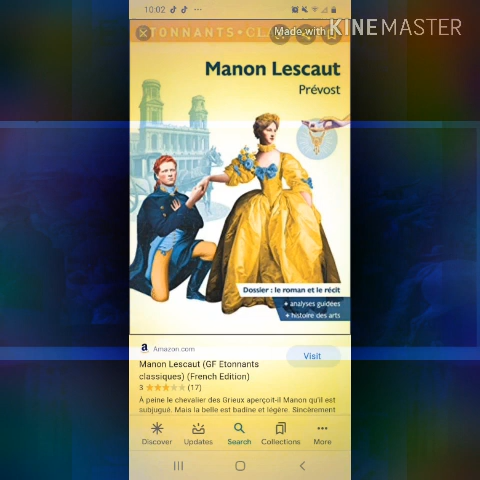 10:02
ETONNANTS•CLA
Made with
KINEMASTER
Manon Lescaut
Prévost
Dossier : le roman et le récit
+ analyses guidées
+ histoire des arts
a Amazon.com
Visit
Manon Lescaut (GF Etonnants
classiques) (French Edition)
3 (17)
À peine le chevalier des Grieux aperçoit-il Manon qu'il est
subjugué. Mais la belle est badine et légère. Sincèrement
Discover Updates Search Collections More